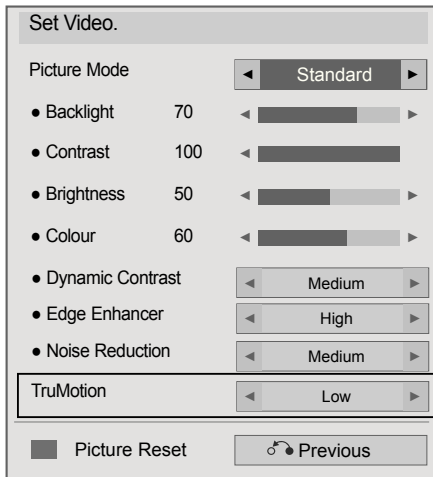 Set Video.
Picture Mode ◄ Standard ►
● Backlight 70 ◄ ►
● Contrast 100 ◄
● Brightness 50 ◄ ►
● Colour 60 ◄ ►
● Dynamic Contrast ◄ Medium ►
● Edge Enhancer ◄ High ►
● Noise Reduction ◄ Medium ►
TruMotion ◄ Low ►
Picture Reset Previous